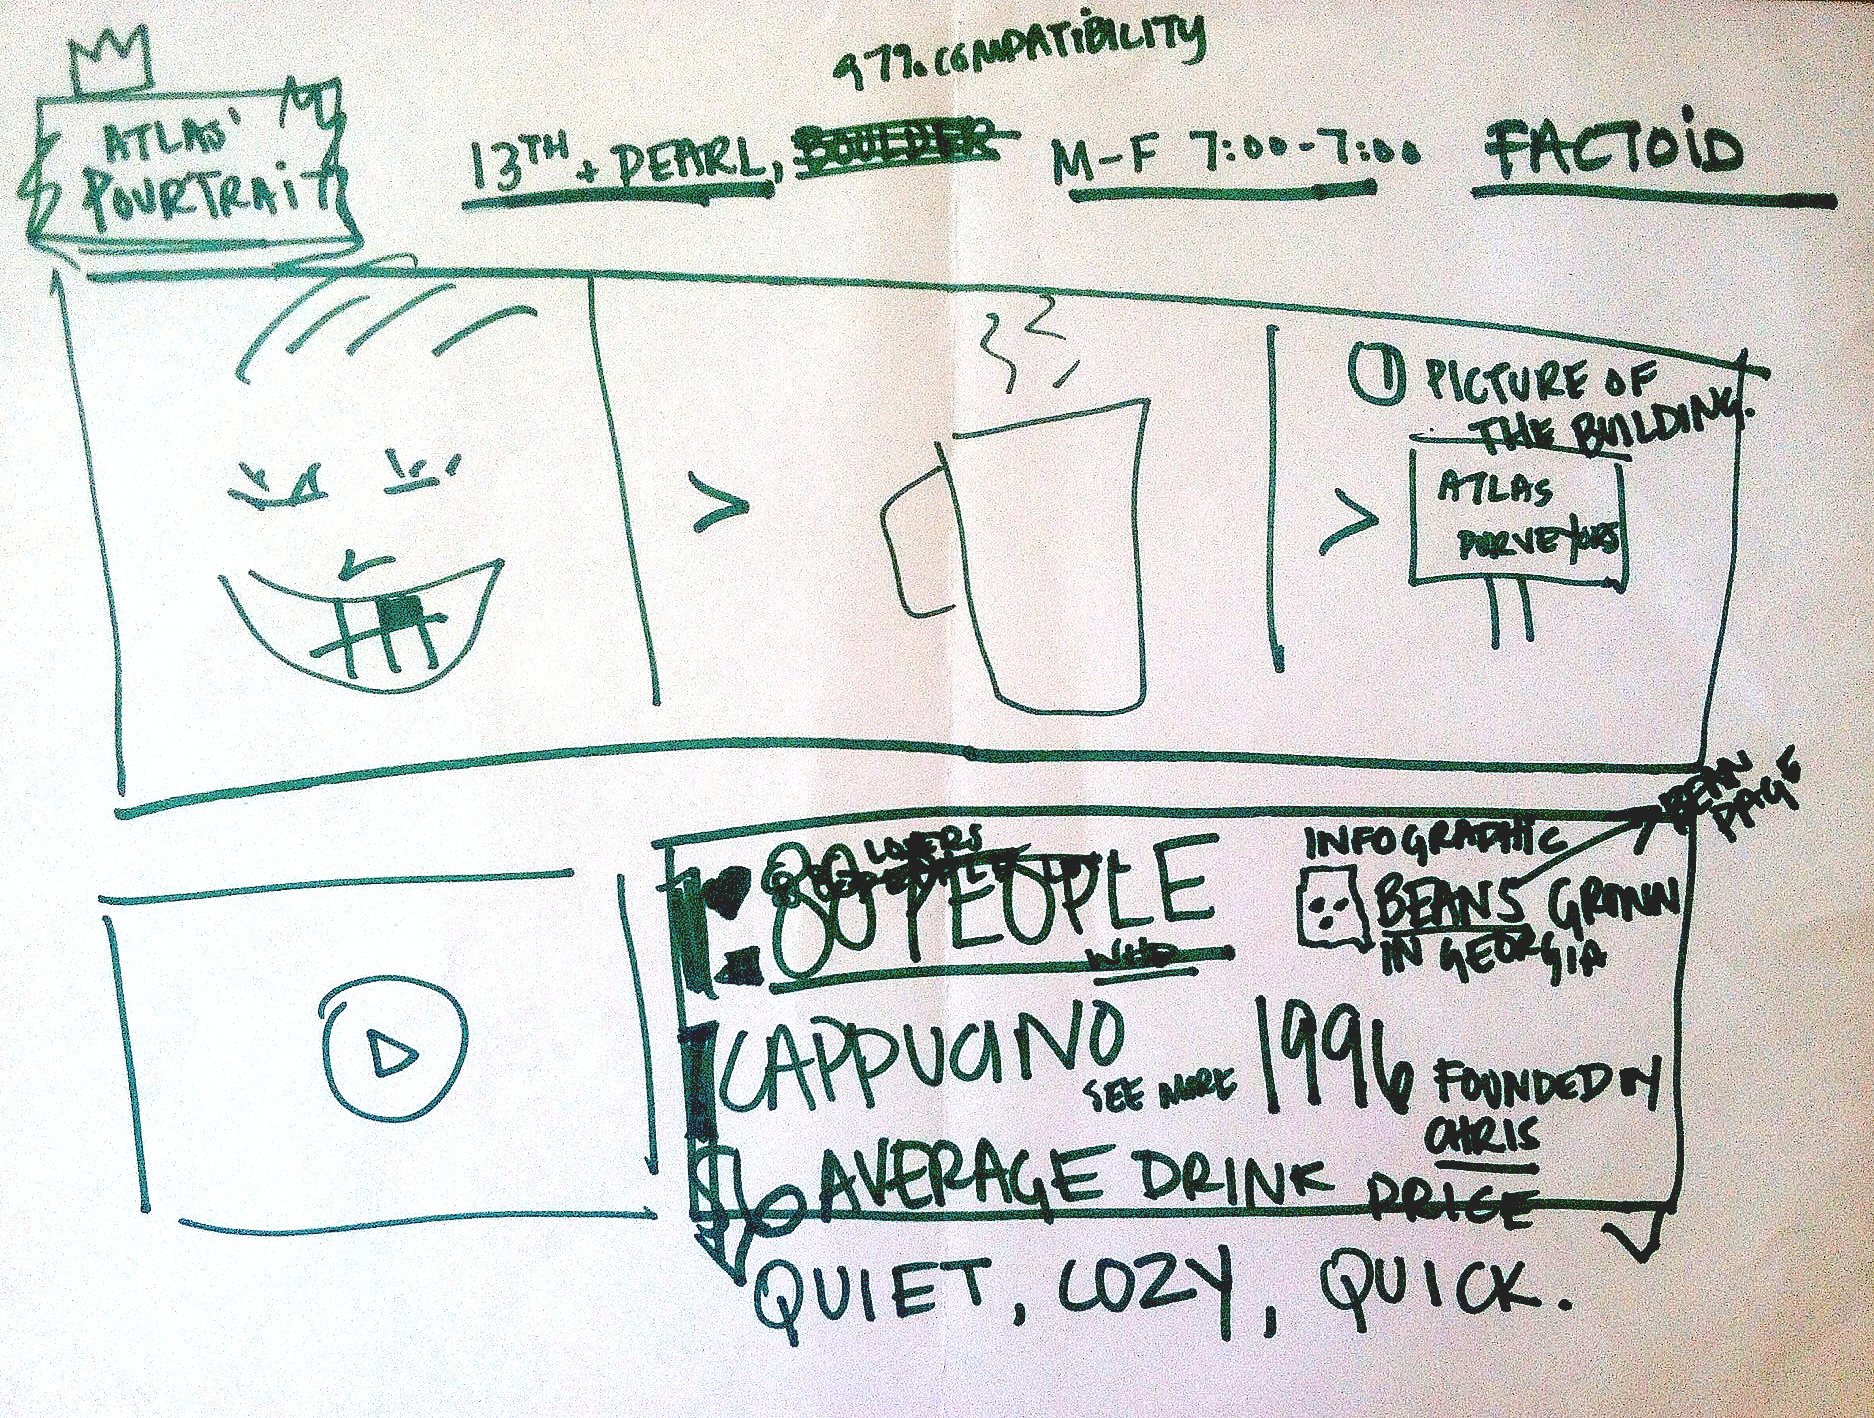 97% COMPATIBILITY
ATLAS'
POURTRAIT
13TH + PEARL, BOULDER
M-F 7:00-7:00
FACTOID
1 PICTURE OF
THE BUILDING.
>
>
ATLAS
PURVEYORS
BEAN
PAGE
LOVERS
80 PEOPLE
WHO
INFOGRAPHIC
BEANS GROWN
IN GEORGIA
CAPPUCINO
SEE MORE
1996 FOUNDED BY
CHRIS
$6 AVERAGE DRINK PRICE
QUIET, COZY, QUICK.